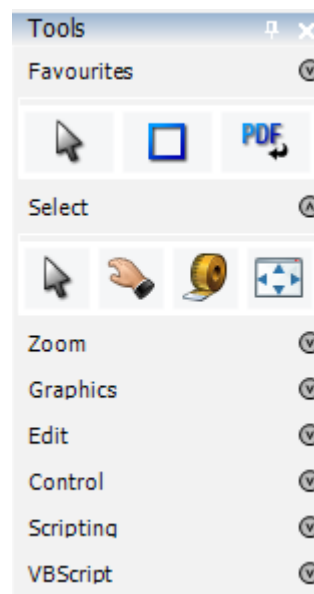 Tools
Favourites
PDF
Select
Zoom
Graphics
Edit
Control
Scripting
VBScript